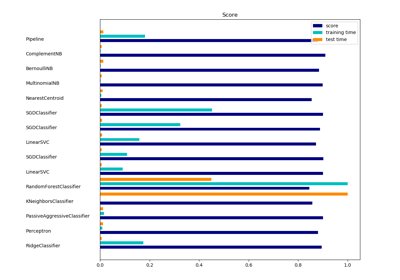 Score
score
training time
test time
Pipeline
ComplementNB
BernoulliNB
MultinomialNB
NearestCentroid
SGDClassifier
SGDClassifier
LinearSVC
SGDClassifier
LinearSVC
RandomForestClassifier
KNeighborsClassifier
PassiveAggressiveClassifier
Perceptron
RidgeClassifier
0.0 0.2 0.4 0.6 0.8 1.0